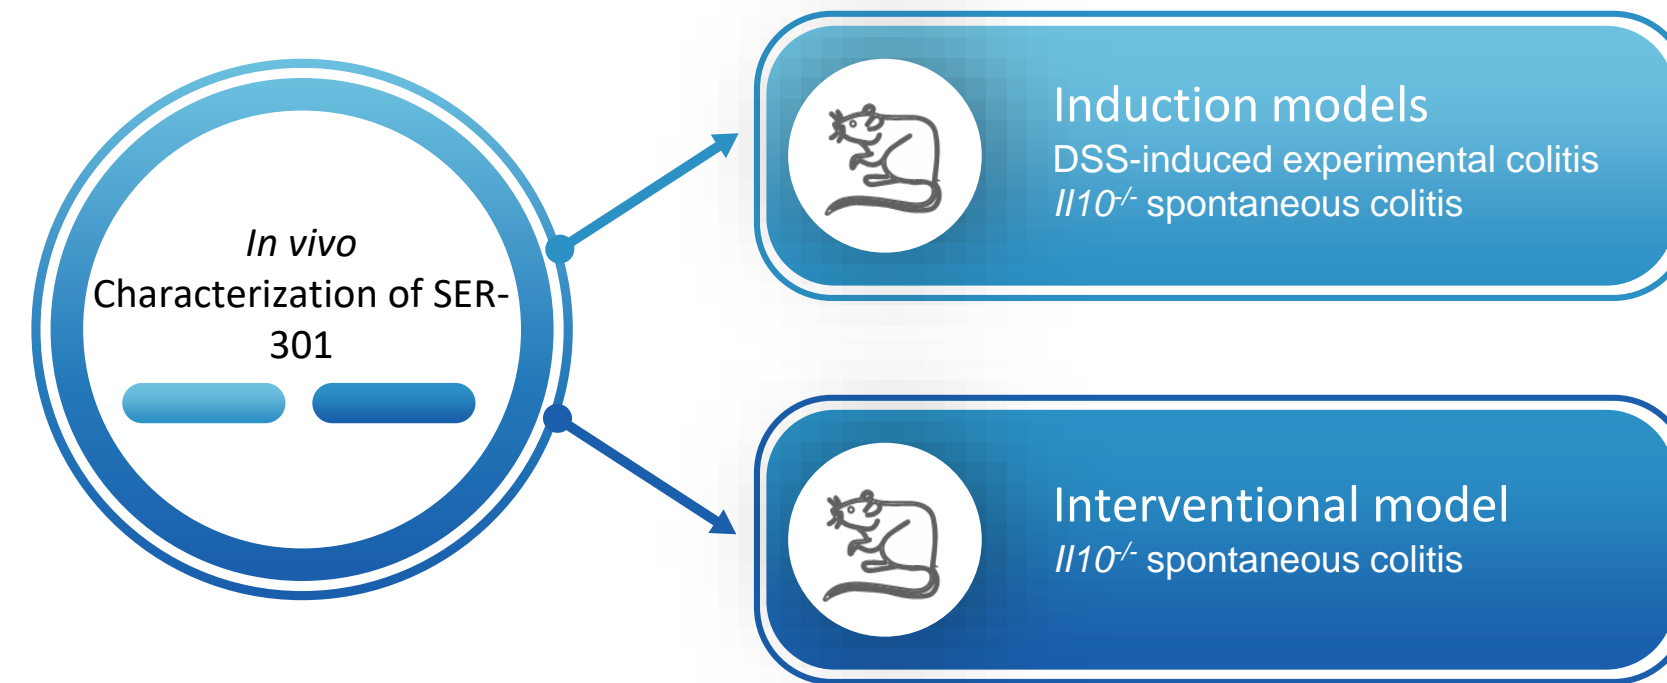 In vivo
Characterization of SER-
301
Induction models
DSS-induced experimental colitis
Il10-/- spontaneous colitis
Interventional model
Il10-/- spontaneous colitis